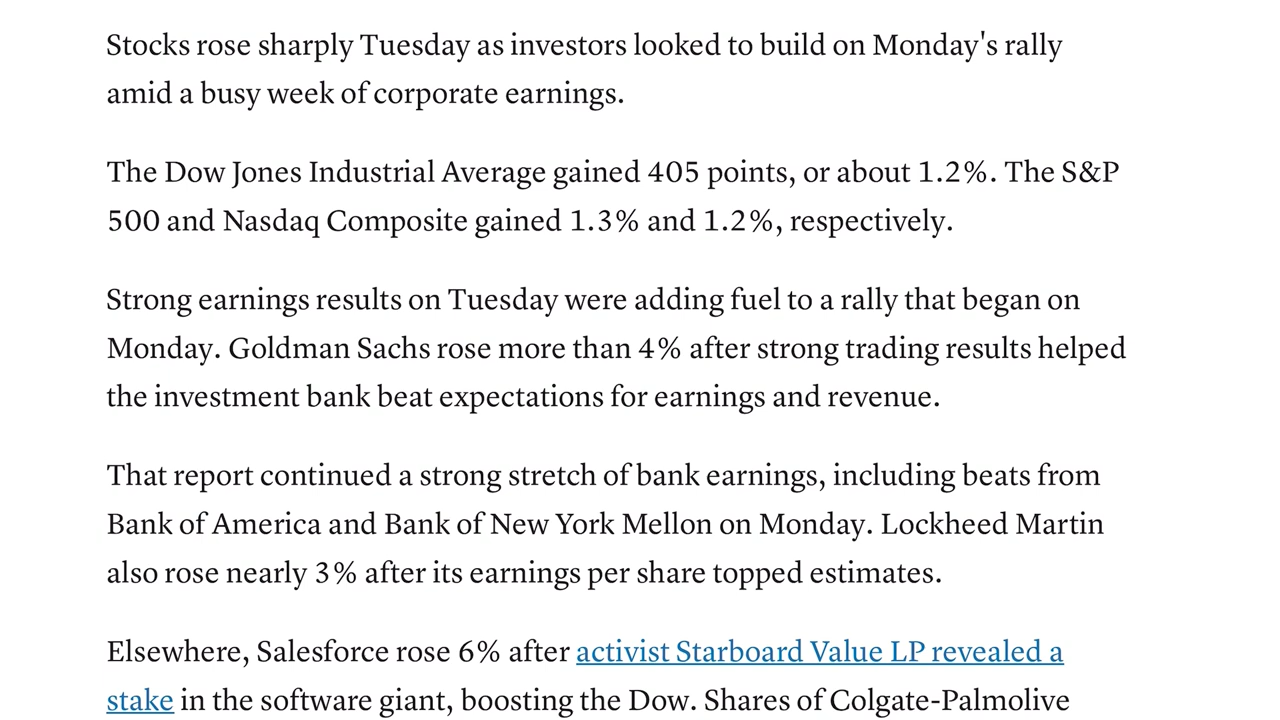 Stocks rose sharply Tuesday as investors looked to build on Monday's rally
amid a busy week of corporate earnings.
The Dow Jones Industrial Average gained 405 points, or about 1.2%. The S&P
500 and Nasdaq Composite gained 1.3% and 1.2%, respectively.
Strong earnings results on Tuesday were adding fuel to a rally that began on
Monday. Goldman Sachs rose more than 4% after strong trading results helped
the investment bank beat expectations for earnings and revenue.
That report continued a strong stretch of bank earnings, including beats from
Bank of America and Bank of New York Mellon on Monday. Lockheed Martin
also rose nearly 3% after its earnings per share topped estimates.
Elsewhere, Salesforce rose 6% after activist Starboard Value LP revealed a
stake in the software giant, boosting the Dow. Shares of Colgate-Palmolive